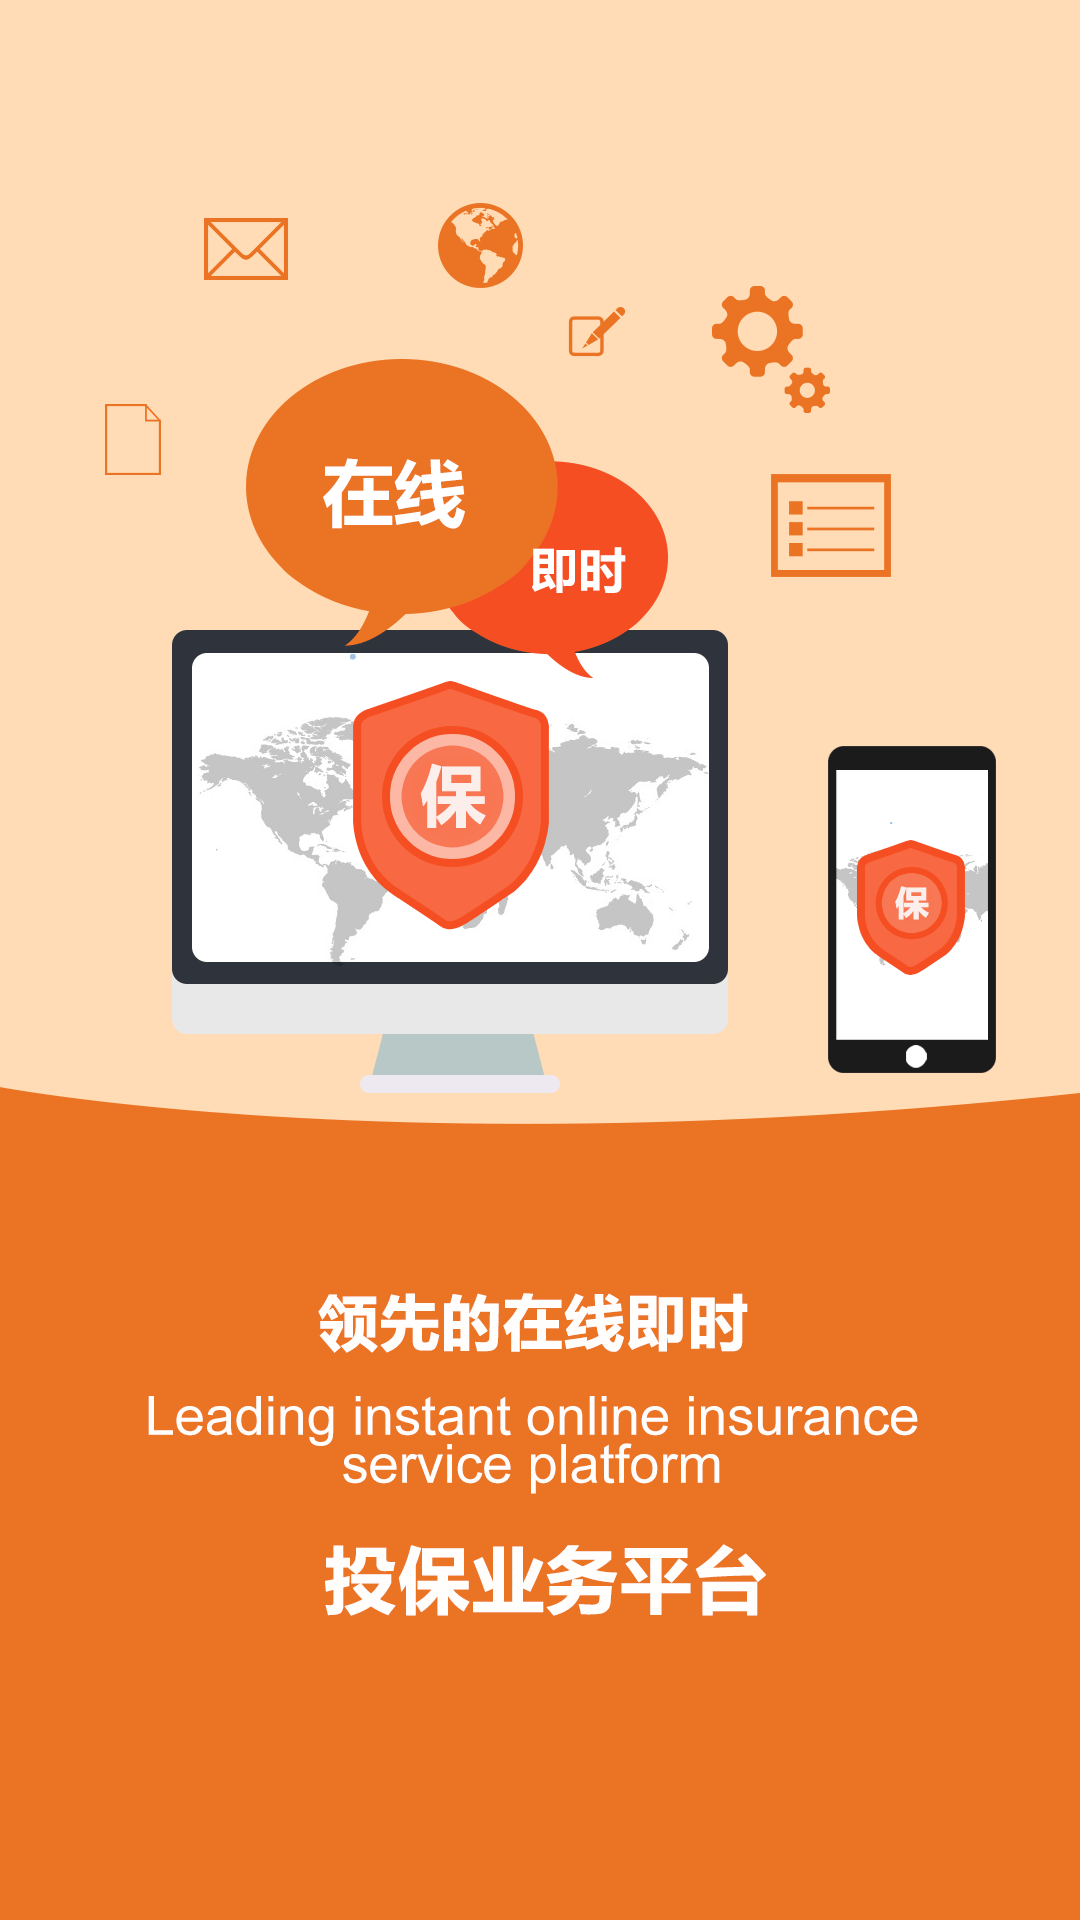 在线
即时
保
保
领先的在线即时
Leading instant online insurance
service platform
投保业务平台